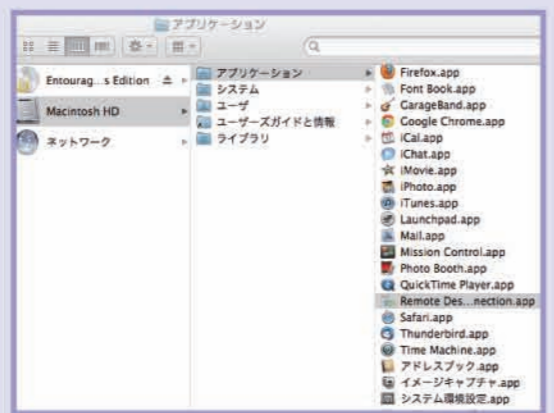 アプリケーション
Entourag...s Edition
Macintosh HD
ネットワーク
アプリケーション
システム
ユーザ
ユーザーズガイドと情報
ライブラリ
Firefox.app
Font Book.app
GarageBand.app
Google Chrome.app
iCal.app
iChat.app
iMovie.app
iPhoto.app
iTunes.app
Launchpad.app
Mail.app
Mission Control.app
Photo Booth.app
QuickTime Player.app
Remote Des...nection.app
Safari.app
Thunderbird.app
Time Machine.app
アドレスブック.app
イメージキャプチャ.app
システム環境設定.app